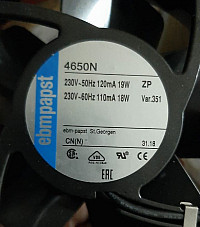 ebmpapst
4650N
230V~50Hz 120mA 19W ZP
230V~60Hz 110mA 18W Var.351
ebm-papst St.Georgen
CN(N) 31.18
EAC